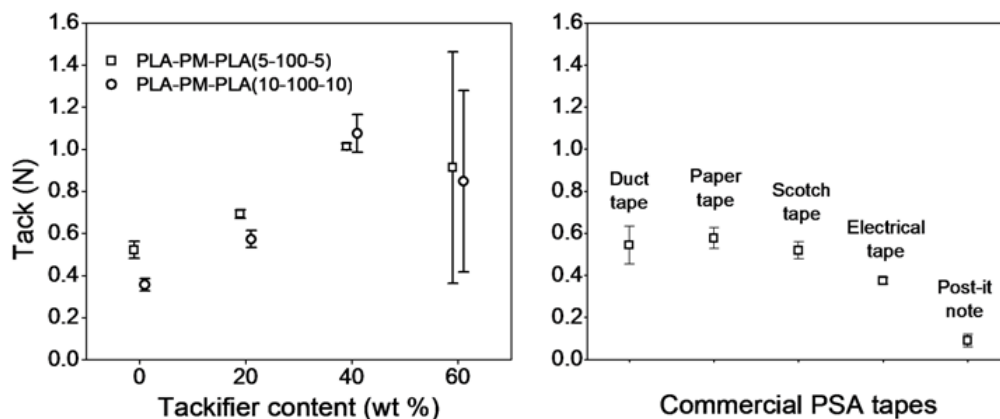 Tack (N)
1.6
1.4
1.2
1.0
0.8
0.6
0.4
0.2
0.0
PLA-PM-PLA(5-100-5)
PLA-PM-PLA(10-100-10)
0 20 40 60
Tackifier content (wt %)
1.6
1.4
1.2
1.0
0.8
0.6
0.4
0.2
0.0
Duct
tape
Paper
tape
Scotch
tape
Electrical
tape
Post-it
note
Commercial PSA tapes